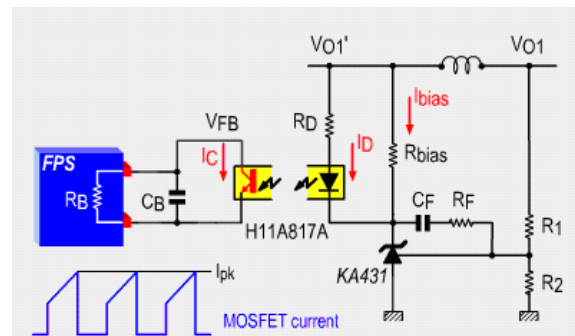 VO1'
VO1
Ibias
VFB
RD
ID
Rbias
FPS
IC
RB
CB
CF
RF
H11A817A
R1
KA431
R2
Ipk
MOSFET current